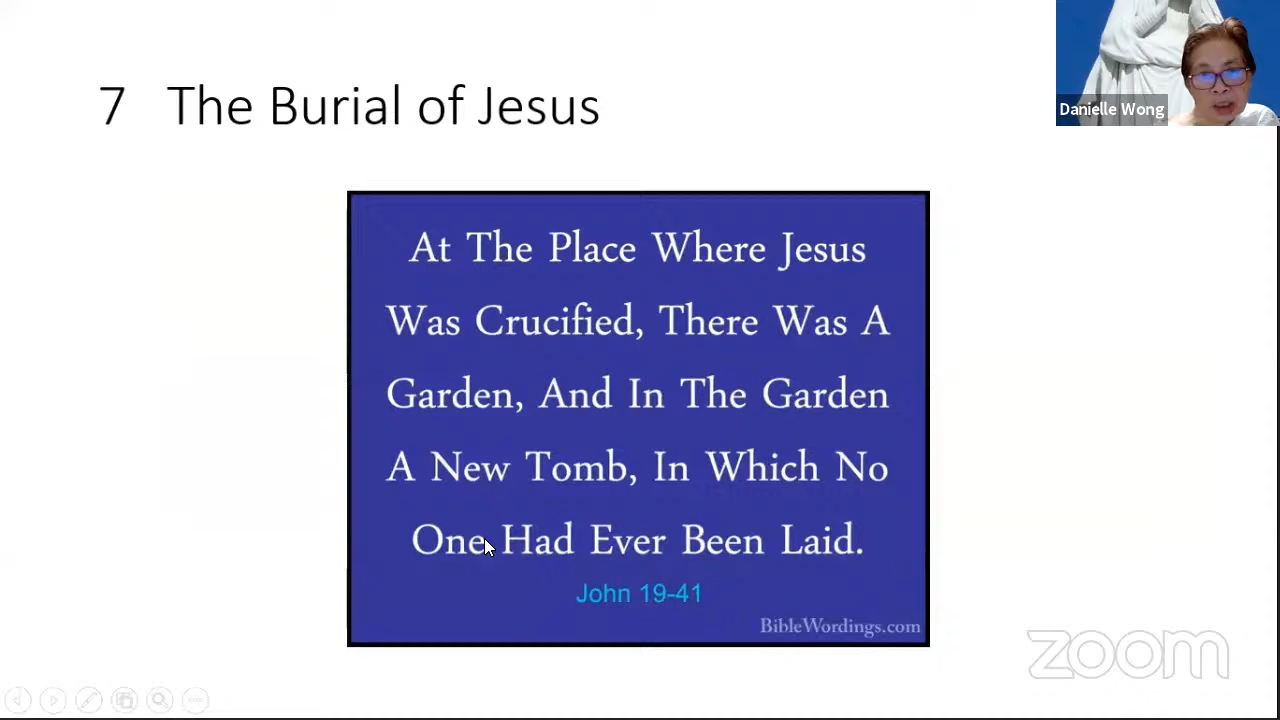 7 The Burial of Jesus
Danielle Wong
At The Place Where Jesus
Was Crucified, There Was A
Garden, And In The Garden
A New Tomb, In Which No
One Had Ever Been Laid.
John 19-41
BibleWordings.com
zoom